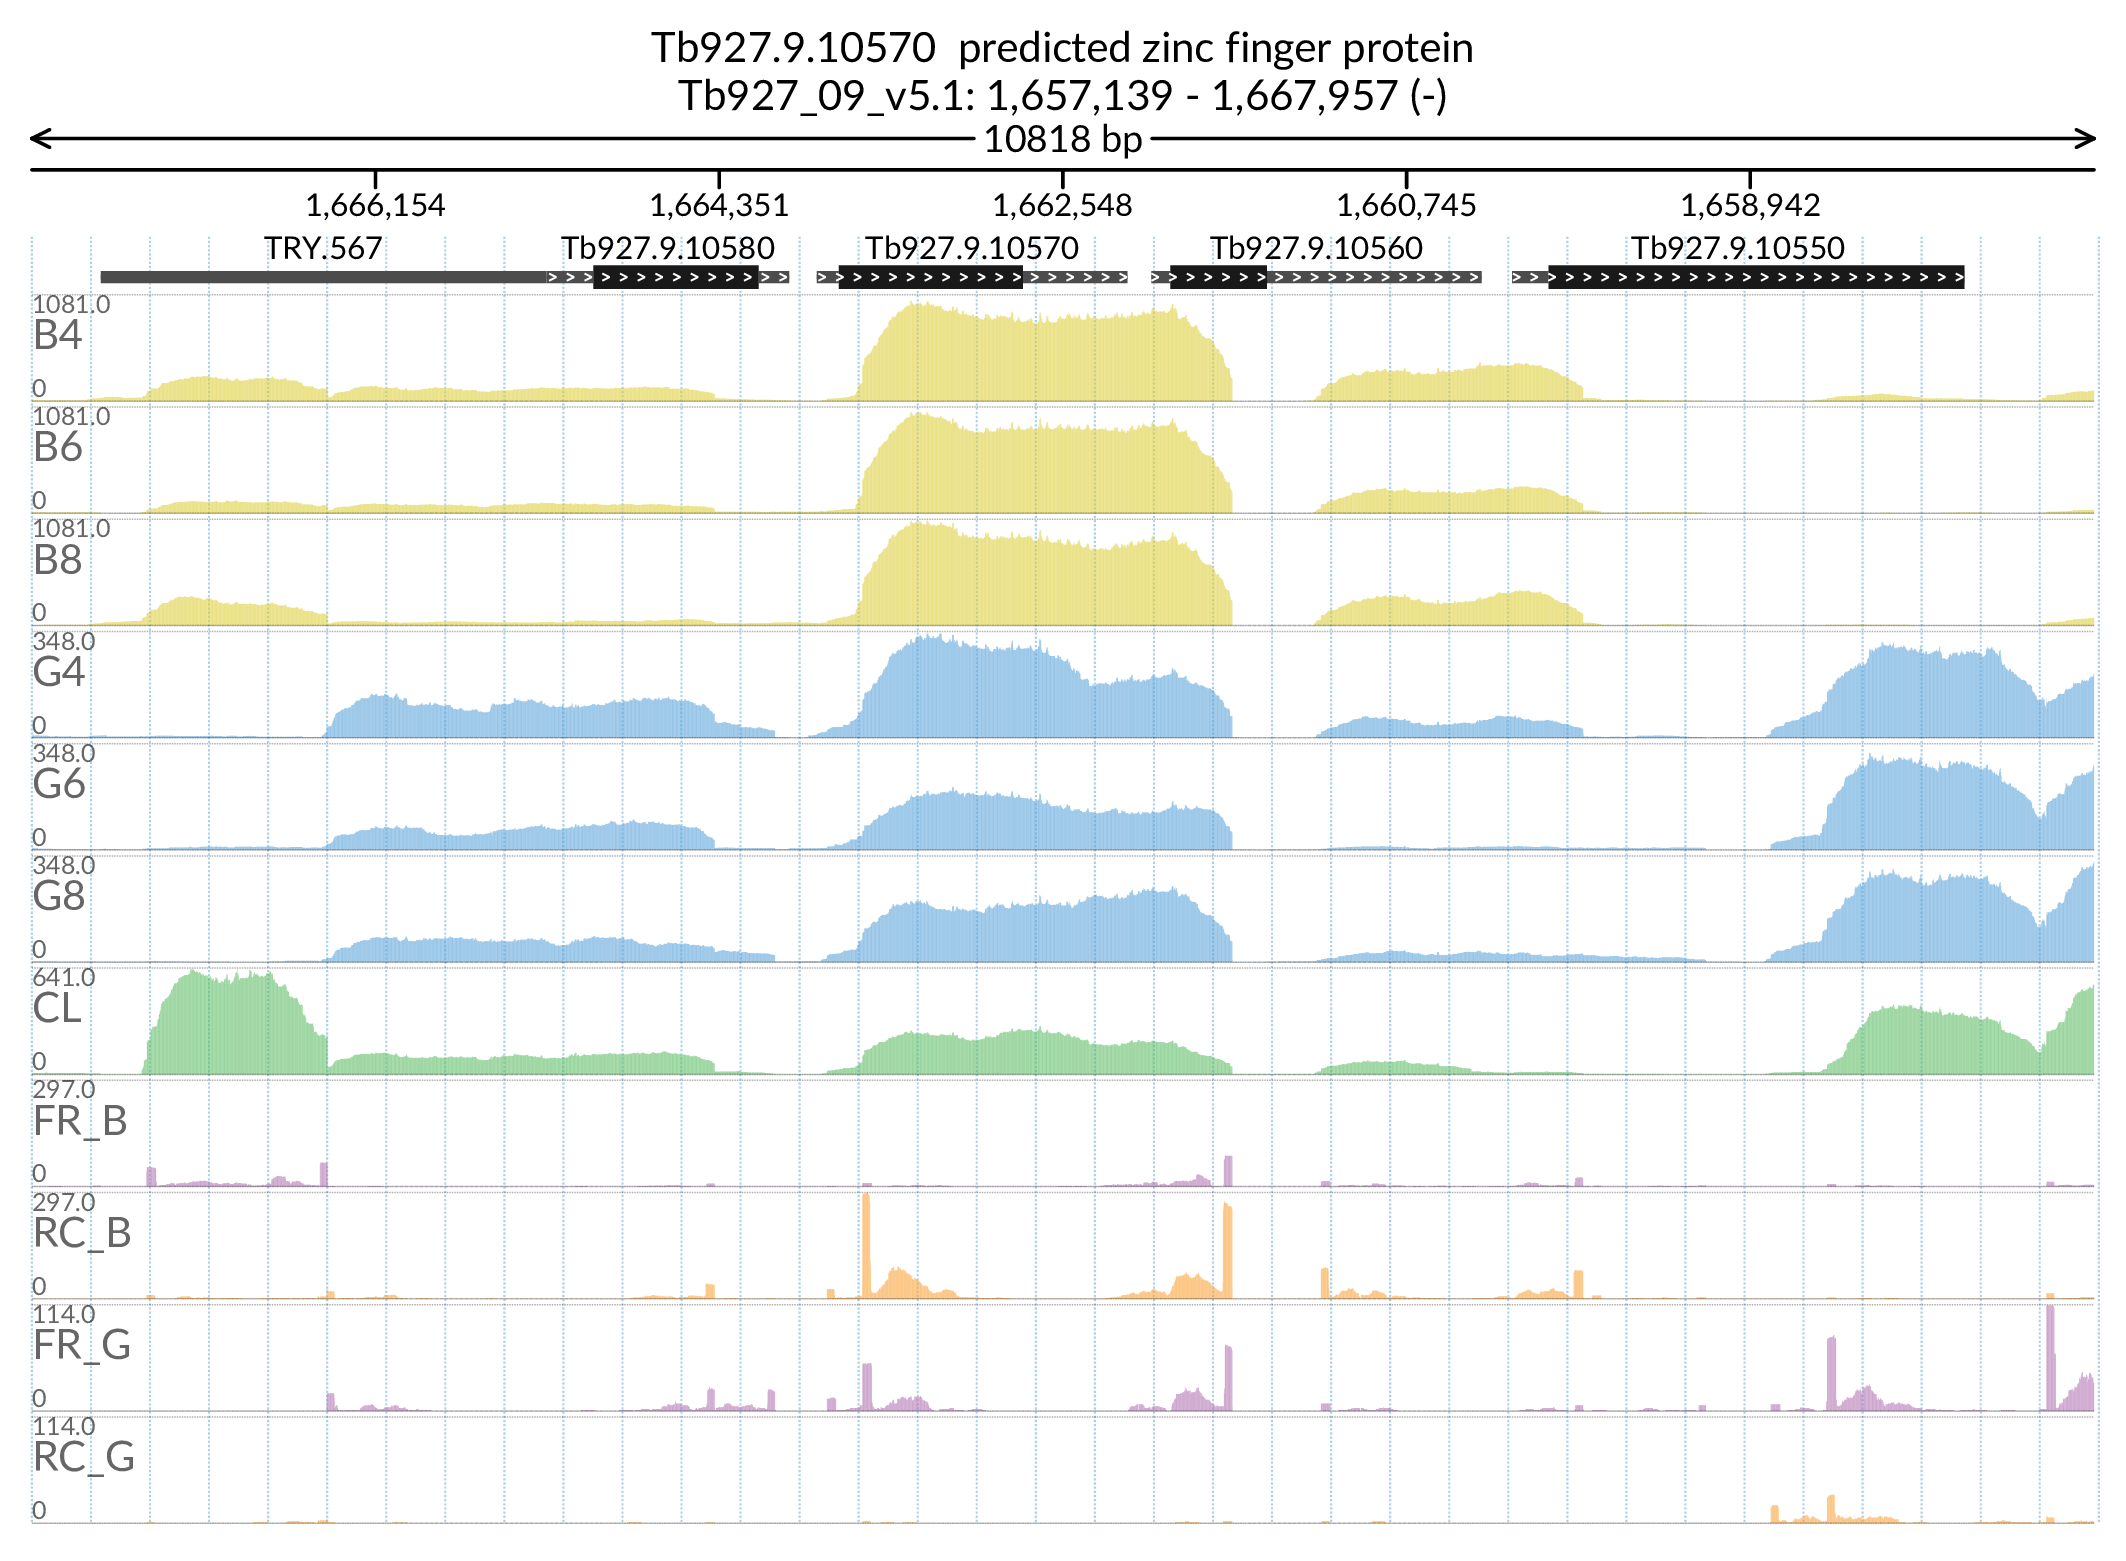 Tb927.9.10570 predicted zinc finger protein
Tb927_09_v5.1: 1,657,139 - 1,667,957 (-)
10818 bp
1,666,154 1,664,351 1,662,548 1,660,745 1,658,942
TRY.567 Tb927.9.10580 Tb927.9.10570 Tb927.9.10560 Tb927.9.10550
1081.0
B4
0
1081.0
B6
0
1081.0
B8
0
348.0
G4
0
348.0
G6
0
348.0
G8
0
641.0
CL
0
297.0
FR_B
0
297.0
RC_B
0
114.0
FR_G
0
114.0
RC_G
0